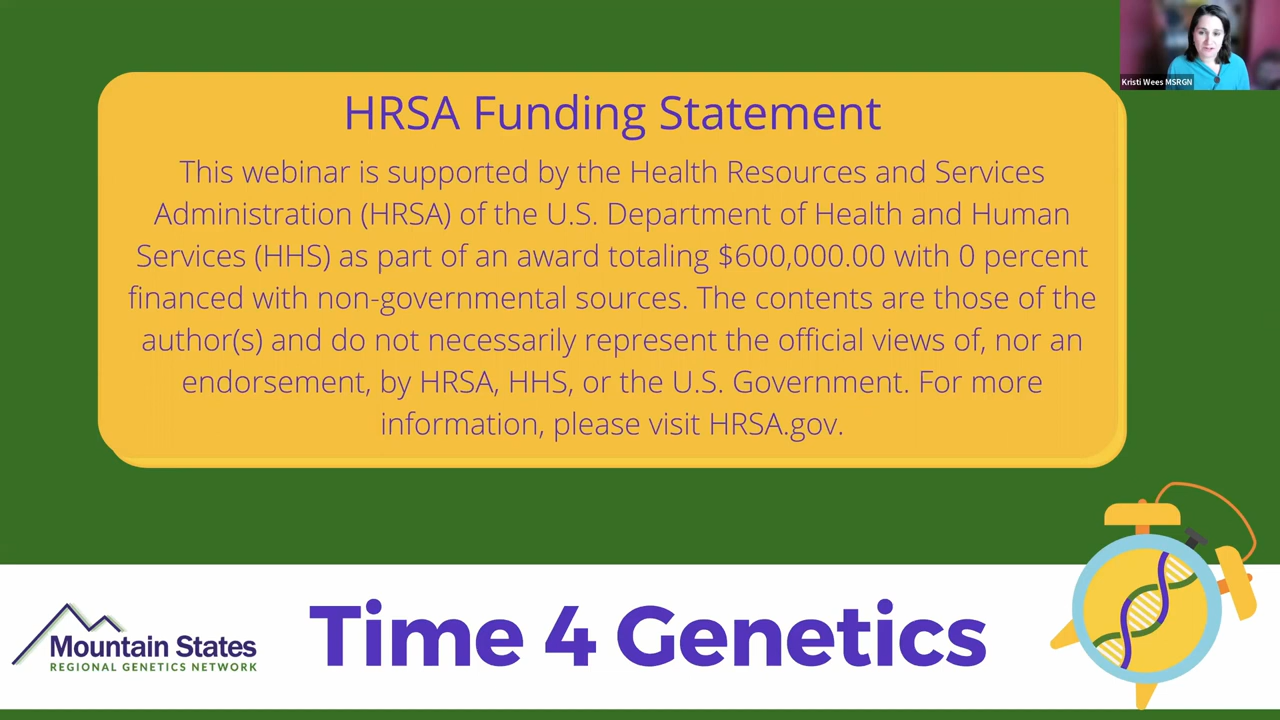 Kristi Wees MSRGN
HRSA Funding Statement
This webinar is supported by the Health Resources and Services
Administration (HRSA) of the U.S. Department of Health and Human
Services (HHS) as part of an award totaling $600,000.00 with 0 percent
financed with non-governmental sources. The contents are those of the
author(s) and do not necessarily represent the official views of, nor an
endorsement, by HRSA, HHS, or the U.S. Government. For more
information, please visit HRSA.gov.
Mountain States
REGIONAL GENETICS NETWORK
Time 4 Genetics